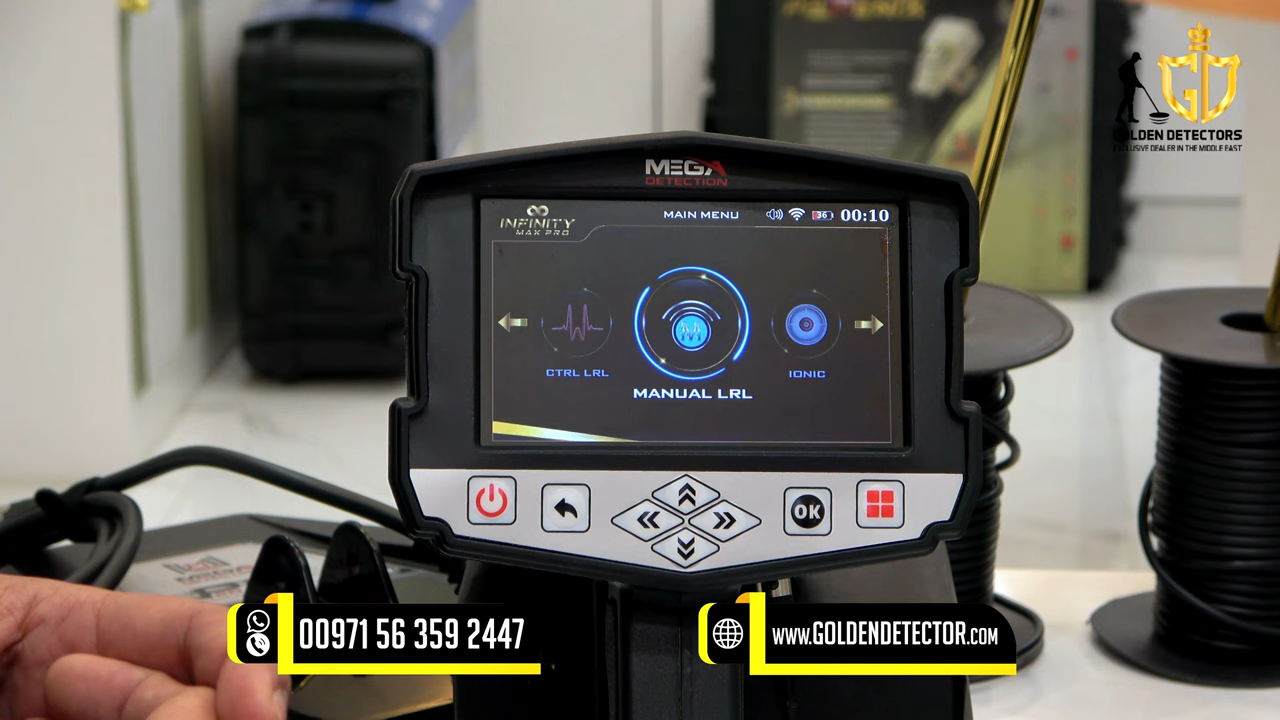 GOLDEN DETECTORS
EXCLUSIVE DEALER IN THE MIDDLE EAST
MEGA
DETECTION
INFINITY
MAX PRO
MAIN MENU
36
00:10
CTRL LRL
MANUAL LRL
IONIC
OK
00971 56 359 2447
www.GOLDENDETECTOR.com